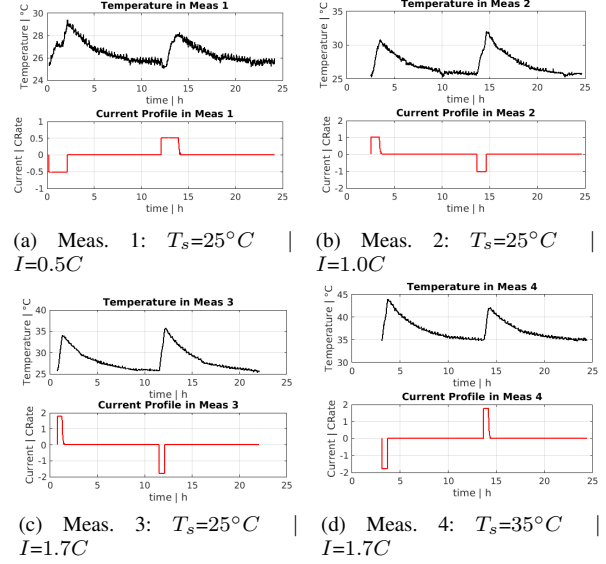 Temperature in Meas 1
Temperature | °C
30
28
26
24
0 5 10 15 20 25
time | h
Current Profile in Meas 1
Current | CRate
1
0.5
0
-0.5
-1
0 5 10 15 20 25
time | h
(a) Meas. 1: Ts=25°C |
I=0.5C
Temperature in Meas 2
Temperature | °C
35
30
25
0 5 10 15 20 25
time | h
Current Profile in Meas 2
Current | CRate
2
1
0
-1
-2
0 5 10 15 20 25
time | h
(b) Meas. 2: Ts=25°C |
I=1.0C
Temperature in Meas 3
Temperature | °C
40
35
30
25
0 5 10 15 20 25
time | h
Current Profile in Meas 3
Current | CRate
2
1
0
-1
-2
0 5 10 15 20 25
time | h
(c) Meas. 3: Ts=25°C |
I=1.7C
Temperature in Meas 4
Temperature | °C
45
40
35
30
0 5 10 15 20 25
time | h
Current Profile in Meas 4
Current | CRate
2
1
0
-1
-2
0 5 10 15 20 25
time | h
(d) Meas. 4: Ts=35°C |
I=1.7C